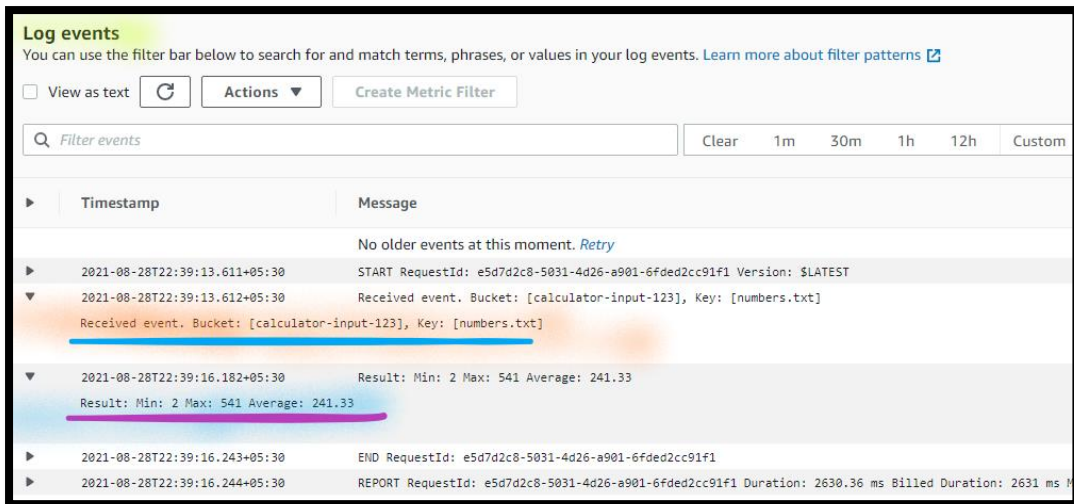 Log events
You can use the filter bar below to search for and match terms, phrases, or values in your log events. Learn more about filter patterns
View as text Actions Create Metric Filter
Filter events Clear 1m 30m 1h 12h Custom
Timestamp Message
No older events at this moment. Retry
2021-08-28T22:39:13.611+05:30 START RequestId: e5d7d2c8-5031-4d26-a901-6fded2cc91f1 Version: $LATEST
2021-08-28T22:39:13.612+05:30 Received event. Bucket: [calculator-input-123], Key: [numbers.txt]
Received event. Bucket: [calculator-input-123], Key: [numbers.txt]
2021-08-28T22:39:16.182+05:30 Result: Min: 2 Max: 541 Average: 241.33
Result: Min: 2 Max: 541 Average: 241.33
2021-08-28T22:39:16.243+05:30 END RequestId: e5d7d2c8-5031-4d26-a901-6fded2cc91f1
2021-08-28T22:39:16.244+05:30 REPORT RequestId: e5d7d2c8-5031-4d26-a901-6fded2cc91f1 Duration: 2630.36 ms Billed Duration: 2631 ms